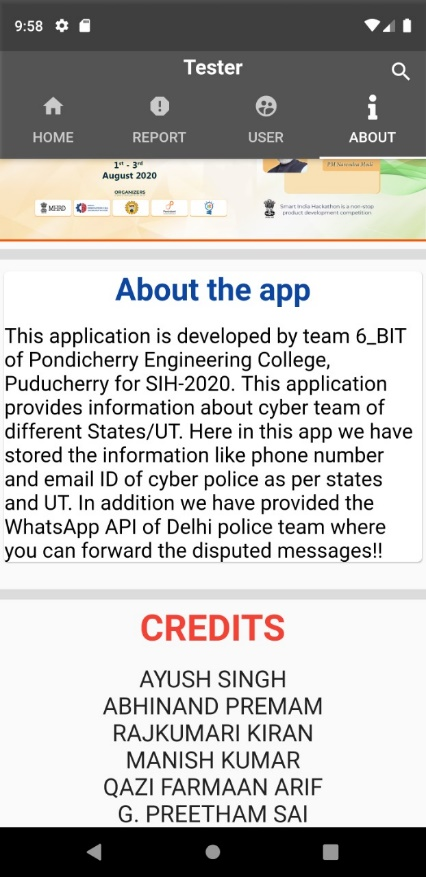 9:58
Tester
HOME
REPORT
USER
ABOUT
1st - 3rd
August 2020
ORGANIZERS
MHRD
PM Narendra Modi
Smart India Hackathon is a non-stop
product development competition
About the app
This application is developed by team 6_BIT
of Pondicherry Engineering College,
Puducherry for SIH-2020. This application
provides information about cyber team of
different States/UT. Here in this app we have
stored the information like phone number
and email ID of cyber police as per states
and UT. In addition we have provided the
WhatsApp API of Delhi police team where
you can forward the disputed messages!!
CREDITS
AYUSH SINGH
ABHINAND PREMAM
RAJKUMARI KIRAN
MANISH KUMAR
QAZI FARMAAN ARIF
G. PREETHAM SAI